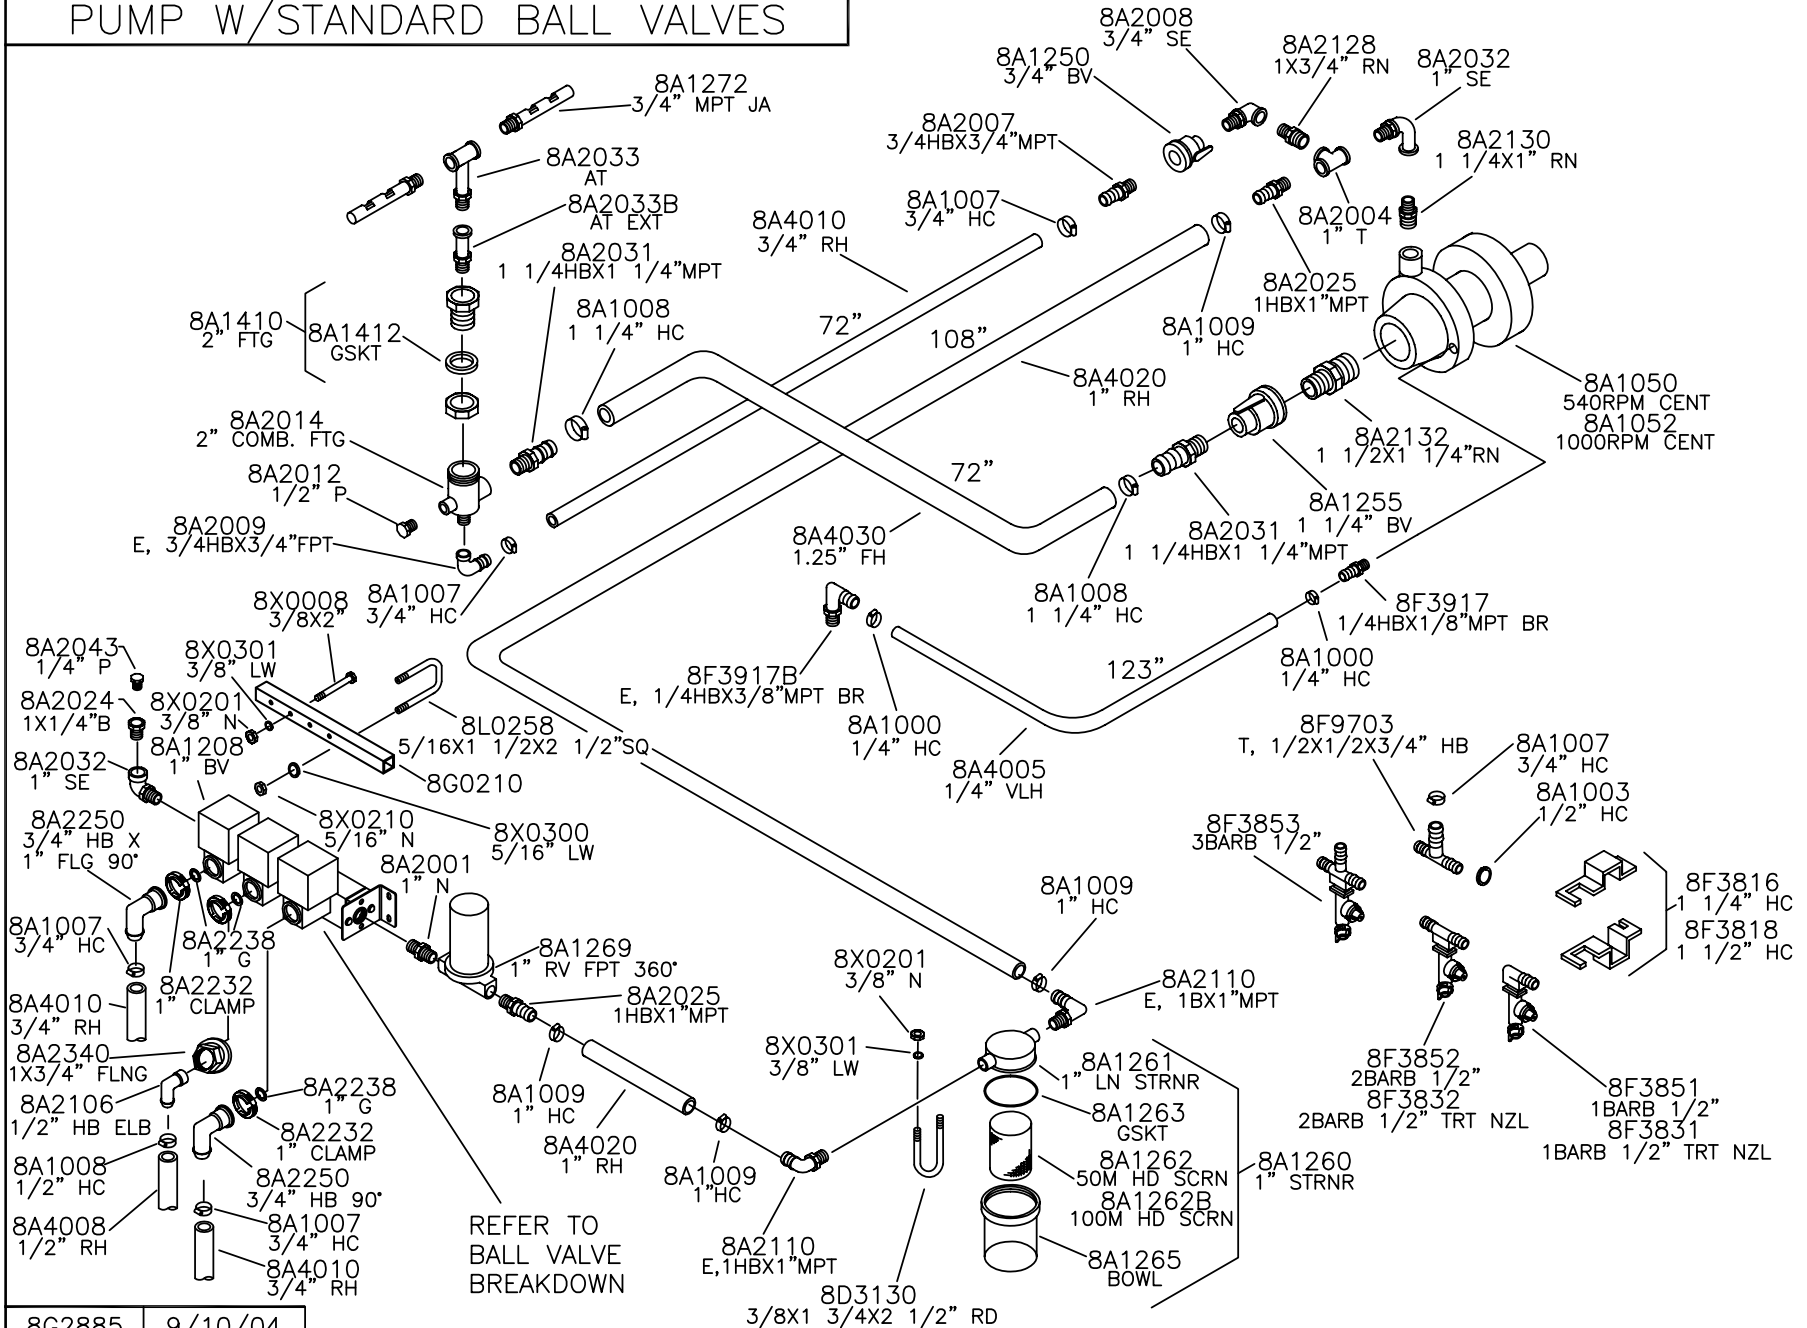 PUMP W/STANDARD BALL VALVES
8A1272
3/4" MPT JA
8A2033
AT
8A2033B
AT EXT
8A2031
1 1/4HBX1 1/4"MPT
8A1008
1 1/4" HC
8A1410
2" FTG
8A1412
GSKT
8A2014
2" COMB. FTG
8A2012
1/2" P
8A2009
E, 3/4HBX3/4"FPT
8A1007
3/4" HC
8A4010
3/4" RH
72"
108"
8A2008
3/4" SE
8A1250
3/4" BV
8A2007
3/4HBX3/4"MPT
8A1007
3/4" HC
8A2128
1X3/4" RN
8A2032
1" SE
8A2130
1 1/4X1" RN
8A2004
1" T
8A2025
1HBX1"MPT
8A1009
1" HC
8A4020
1" RH
8A1050
540RPM CENT
8A1052
1000RPM CENT
8A2132
1 1/2X1 1/4"RN
8A1255
1 1/4" BV
8A2031
1 1/4HBX1 1/4"MPT
8A1008
1 1/4" HC
72"
8A4030
1.25" FH
8F3917
1/4HBX1/8"MPT BR
8A1000
1/4" HC
123"
8F3917B
E, 1/4HBX3/8"MPT BR
8A1000
1/4" HC
8A4005
1/4" VLH
8X0008
3/8X2"
8A2043
1/4" P
8X0301
3/8" LW
8A2024
1X1/4"B
8X0201
3/8" N
8L0258
5/16X1 1/2X2 1/2"SQ
8A1208
1" BV
8A2032
1" SE
8G0210
8X0210
5/16" N
8X0300
5/16" LW
8A2250
3/4" HB X
1" FLG 90°
8A2001
1" N
8A1007
3/4" HC
8A2238
1" G
8A1269
1" RV FPT 360°
8A2232
1" CLAMP
8A2025
1HBX1"MPT
8A4010
3/4" RH
8A2340
1X3/4" FLNG
8A2106
1/2" HB ELB
8A2238
1" G
8A2232
1" CLAMP
8A1008
1/2" HC
8A2250
3/4" HB 90°
8A4008
1/2" RH
8A1007
3/4" HC
8A4010
3/4" RH
8A1009
1" HC
8A4020
1" RH
8A1009
1"HC
REFER TO
BALL VALVE
BREAKDOWN
8A2110
E,1HBX1"MPT
8D3130
3/8X1 3/4X2 1/2" RD
8X0201
3/8" N
8X0301
3/8" LW
8A1009
1" HC
8A2110
E, 1BX1"MPT
8A1261
1" LN STRNR
8A1263
GSKT
8A1262
50M HD SCRN
8A1262B
100M HD SCRN
8A1265
BOWL
8A1260
1" STRNR
8F9703
T, 1/2X1/2X3/4" HB
8A1007
3/4" HC
8A1003
1/2" HC
8F3853
3BARB 1/2"
8F3816
1 1/4" HC
8F3818
1 1/2" HC
8F3852
2BARB 1/2"
8F3832
2BARB 1/2" TRT NZL
8F3851
1BARB 1/2"
8F3831
1BARB 1/2" TRT NZL
8G2885
9/10/04